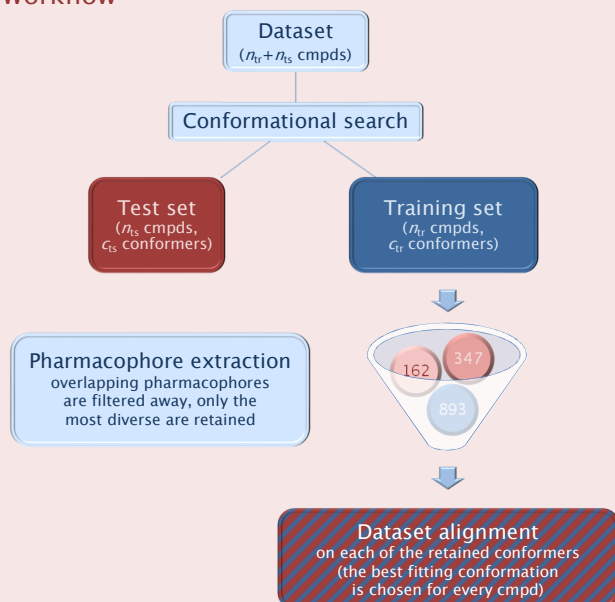 Workflow
Dataset
(ntr+nts cmpds)
Conformational search
Test set
(nts cmpds,
cts conformers)
Training set
(ntr cmpds,
ctr conformers)
Pharmacophore extraction
overlapping pharmacophores
are filtered away, only the
most diverse are retained
162
347
893
Dataset alignment
on each of the retained conformers
(the best fitting conformation
is chosen for every cmpd)